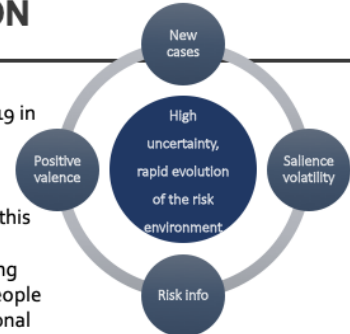 ON
New
cases
19 in
High
uncertainty,
rapid evolution
of the risk
environment
Positive
valence
Salience
volatility
this
ng
eople
onal
Risk info